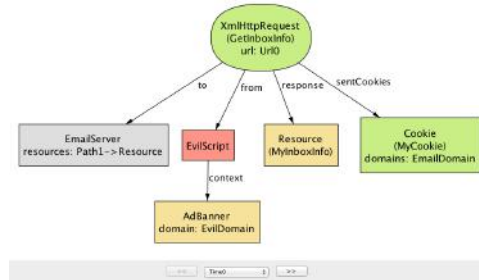 XmlHttpRequest
(GetInboxInfo)
url: Url0
to
from
response
sentCookies
EmailServer
resources: Path1->Resource
EvilScript
Resource
(MyInboxInfo)
Cookie
(MyCookie)
domains: EmailDomain
context
AdBanner
domain: EvilDomain
<<
Time0
>>